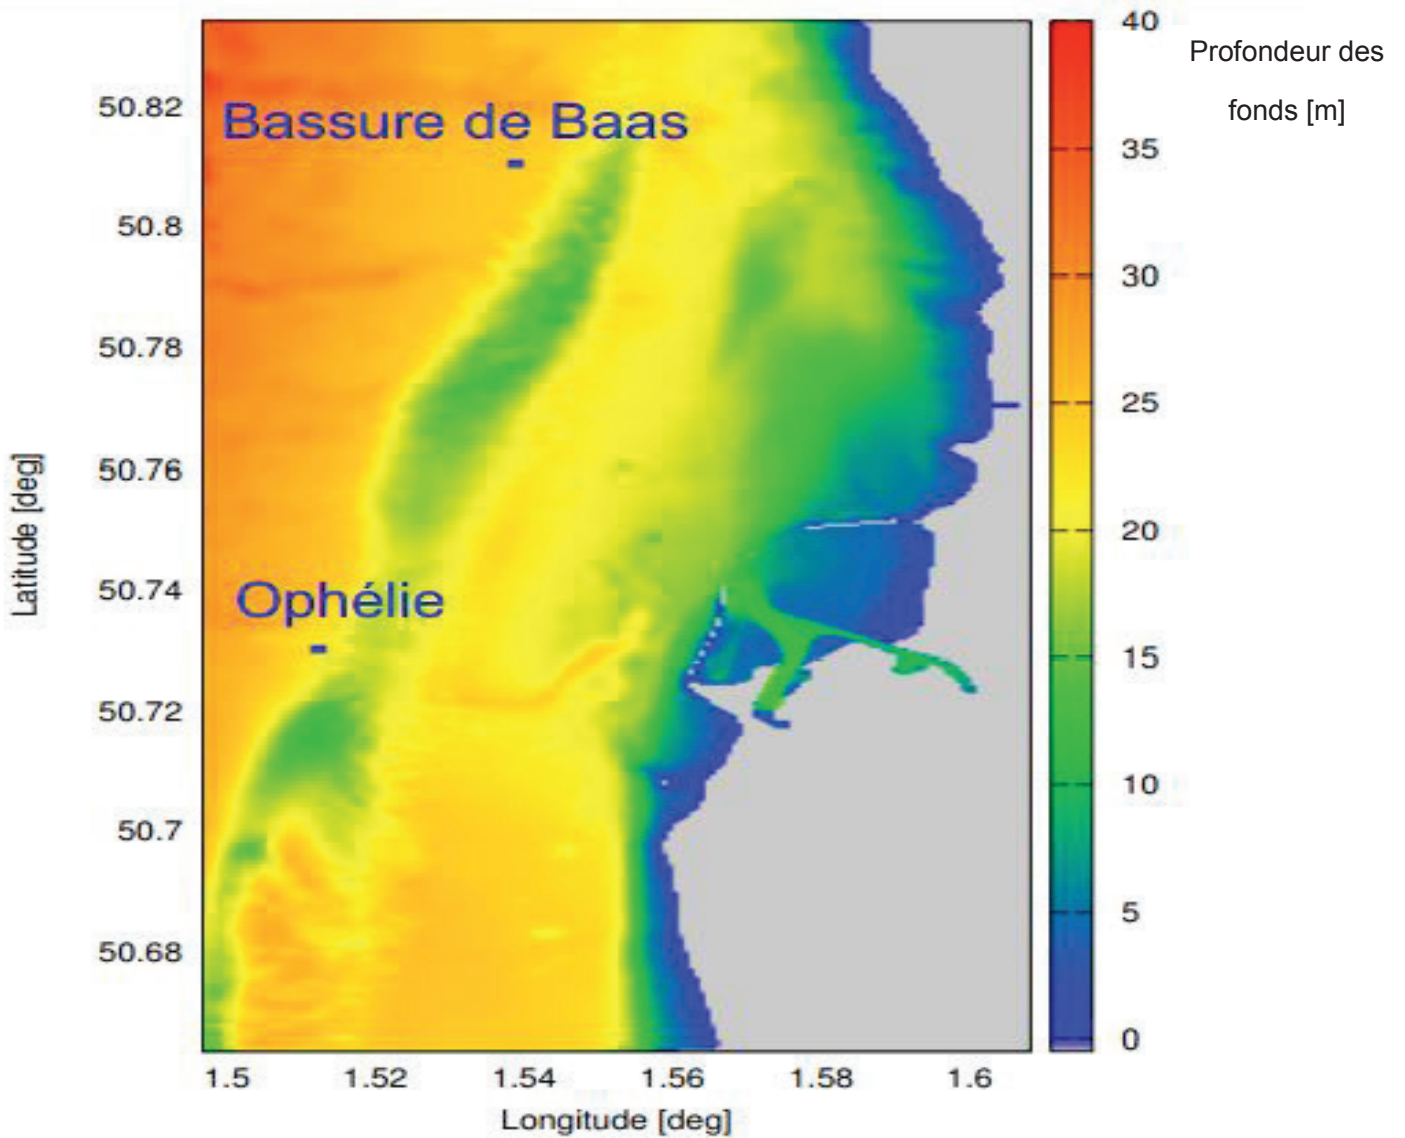 40
Profondeur des
fonds [m]
50.82
Bassure de Baas
35
50.8
30
50.78
25
50.76
20
Latitude [deg]
50.74
Ophélie
15
50.72
10
50.7
5
50.68
0
1.5 1.52 1.54 1.56 1.58 1.6
Longitude [deg]